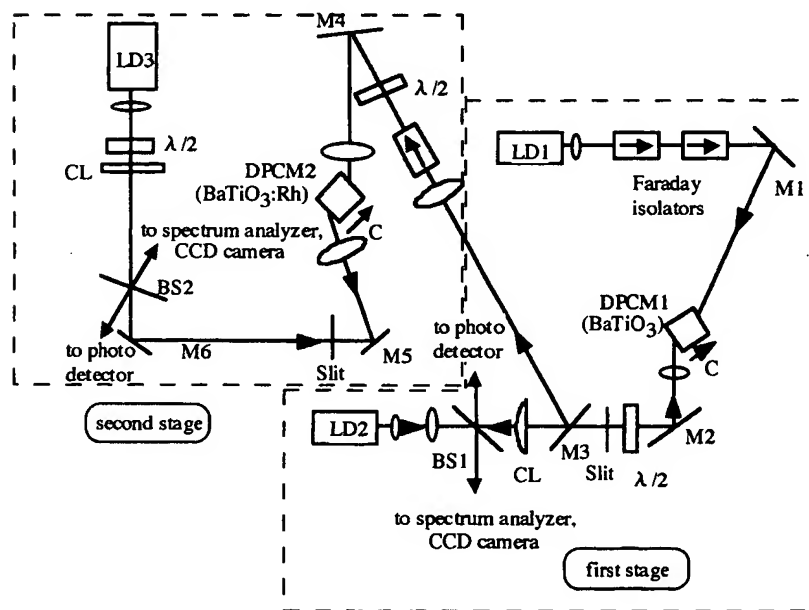 M4
LD3
λ/2
λ/2
CL
DPCM2
(BaTiO3:Rh)
C
to spectrum analyzer,
CCD camera
BS2
to photo
detector
M6
Slit
M5
second stage
LD1
Faraday
isolators
M1
DPCM1
(BaTiO3)
C
to photo
detector
LD2
BS1
CL
M3
Slit
λ/2
M2
to spectrum analyzer,
CCD camera
first stage